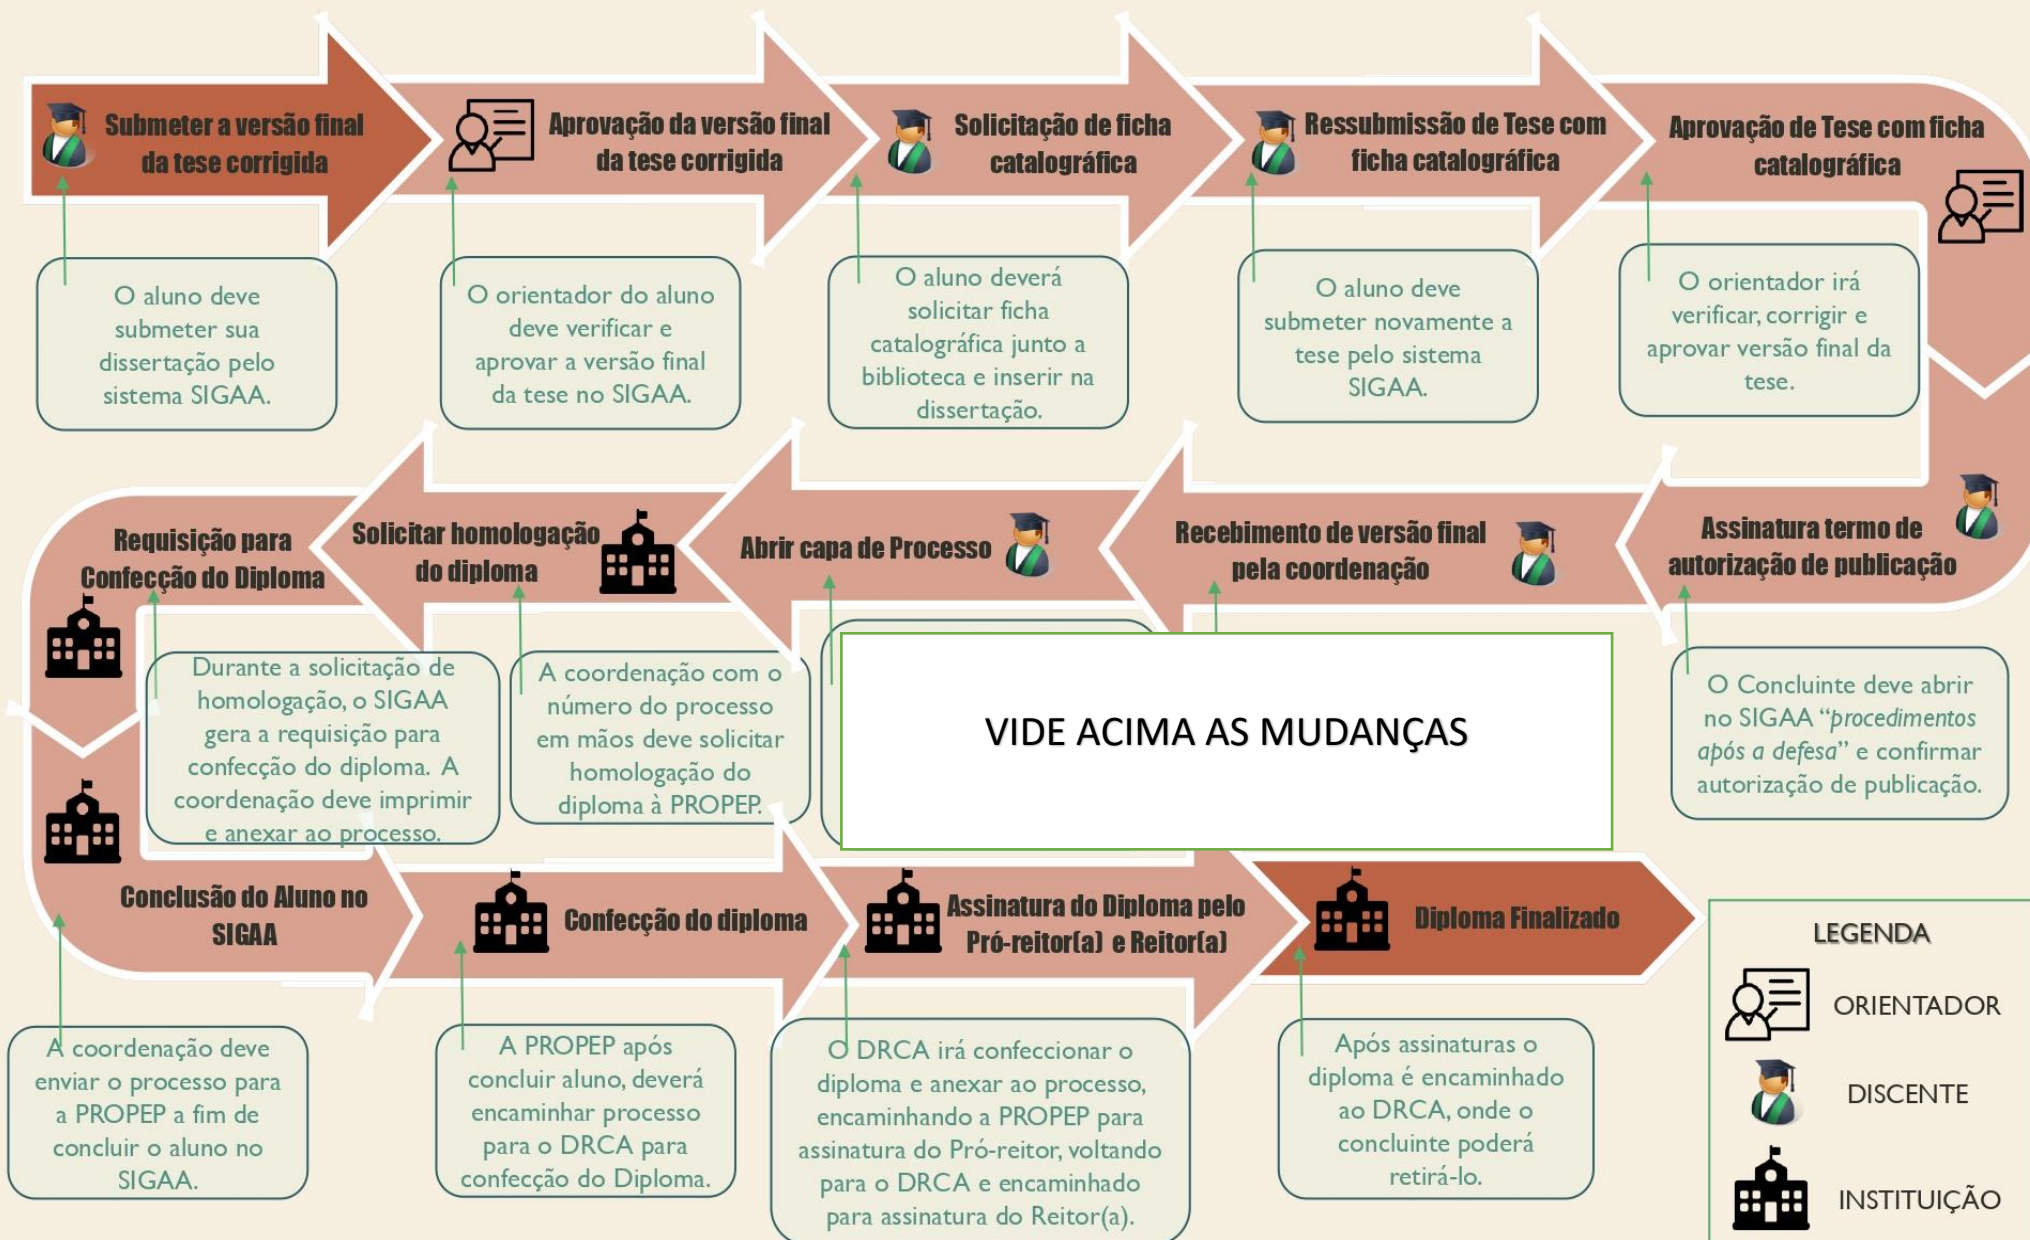 Submeter a versão final
da tese corrigida
Aprovação da versão final
da tese corrigida
Solicitação de ficha
catalográfica
Ressubmissão de Tese com
ficha catalográfica
Aprovação de Tese com ficha
catalográfica
O aluno deve
submeter sua
dissertação pelo
sistema SIGAA.
O orientador do aluno
deve verificar e
aprovar a versão final
da tese no SIGAA.
O aluno deverá
solicitar ficha
catalográfica junto a
biblioteca e inserir na
dissertação.
O aluno deve
submeter novamente a
tese pelo sistema
SIGAA.
O orientador irá
verificar, corrigir e
aprovar versão final da
tese.
Assinatura termo de
autorização de publicação
Recebimento de versão final
pela coordenação
Abrir capa de Processo
Solicitar homologação
do diploma
Requisição para
Confecção do Diploma
O Concluinte deve abrir
no SIGAA “procedimentos
após a defesa” e confirmar
autorização de publicação.
VIDE ACIMA AS MUDANÇAS
A coordenação com o
número do processo
em mãos deve solicitar
homologação do
diploma à PROPEP.
Durante a solicitação de
homologação, o SIGAA
gera a requisição para
confecção do diploma. A
coordenação deve imprimir
e anexar ao processo.
Conclusão do Aluno no
SIGAA
Confecção do diploma
Assinatura do Diploma pelo
Pró-reitor(a) e Reitor(a)
Diploma Finalizado
A coordenação deve
enviar o processo para
a PROPEP a fim de
concluir o aluno no
SIGAA.
A PROPEP após
concluir aluno, deverá
encaminhar processo
para o DRCA para
confecção do Diploma.
O DRCA irá confeccionar o
diploma e anexar ao processo,
encaminhando a PROPEP para
assinatura do Pró-reitor, voltando
para o DRCA e encaminhado
para assinatura do Reitor(a).
Após assinaturas o
diploma é encaminhado
ao DRCA, onde o
concluinte poderá
retirá-lo.
LEGENDA
ORIENTADOR
DISCENTE
INSTITUIÇÃO